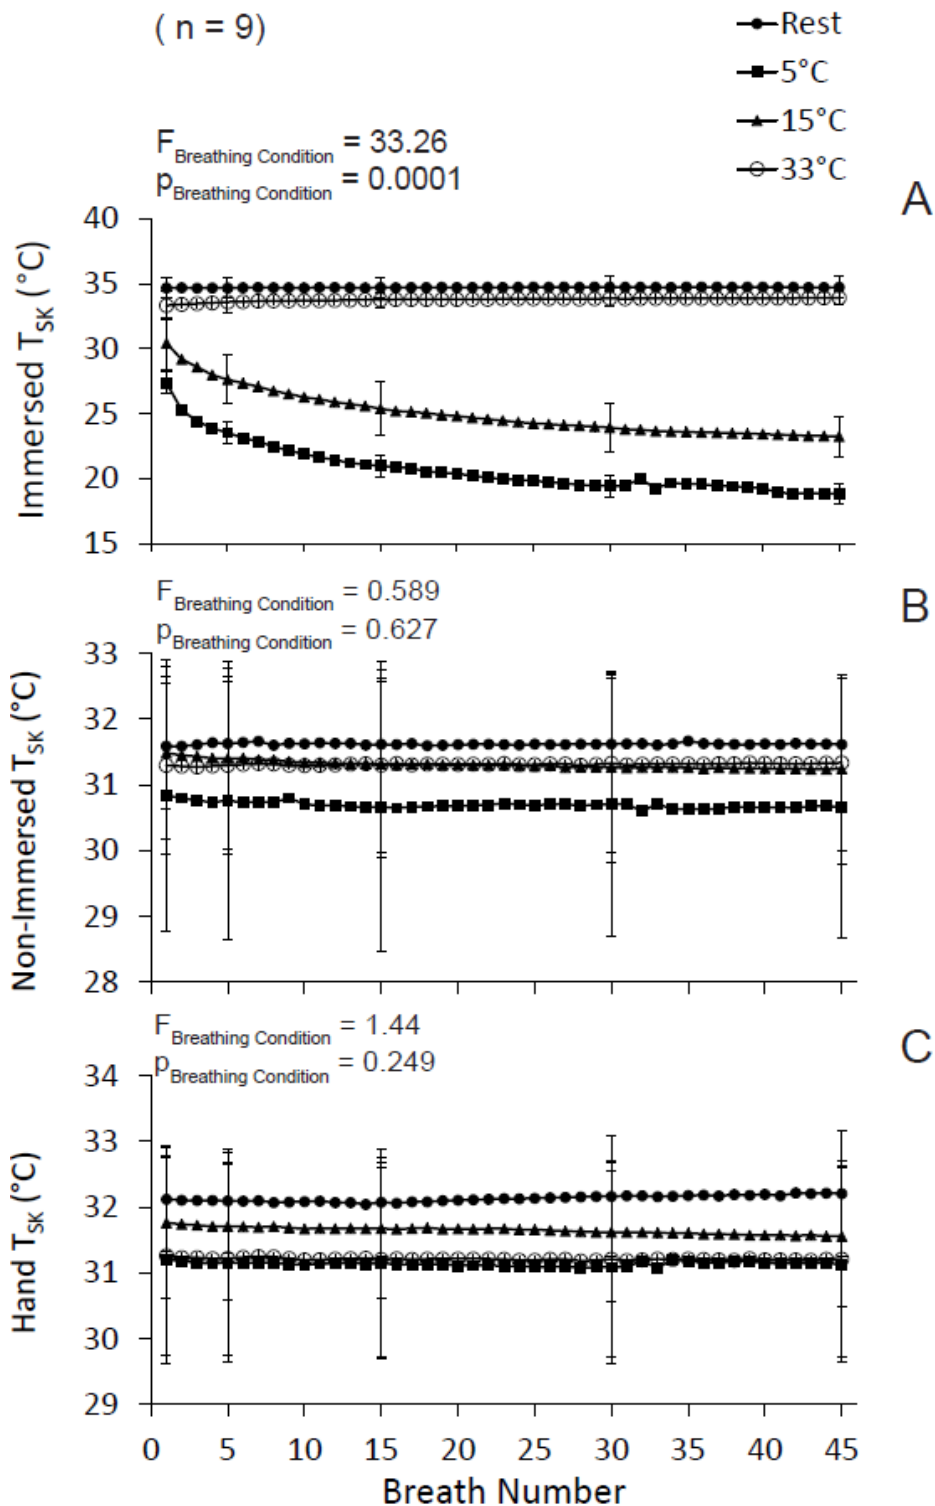 ( n = 9)
Rest
5°C
15°C
33°C
F Breathing Condition = 33.26
p Breathing Condition = 0.0001
A
40
35
30
25
20
15
Immersed T SK (°C)
F Breathing Condition = 0.589
p Breathing Condition = 0.627
B
33
32
31
30
29
28
Non-Immersed T SK (°C)
F Breathing Condition = 1.44
p Breathing Condition = 0.249
C
34
33
32
31
30
29
Hand T SK (°C)
0 5 10 15 20 25 30 35 40 45
Breath Number